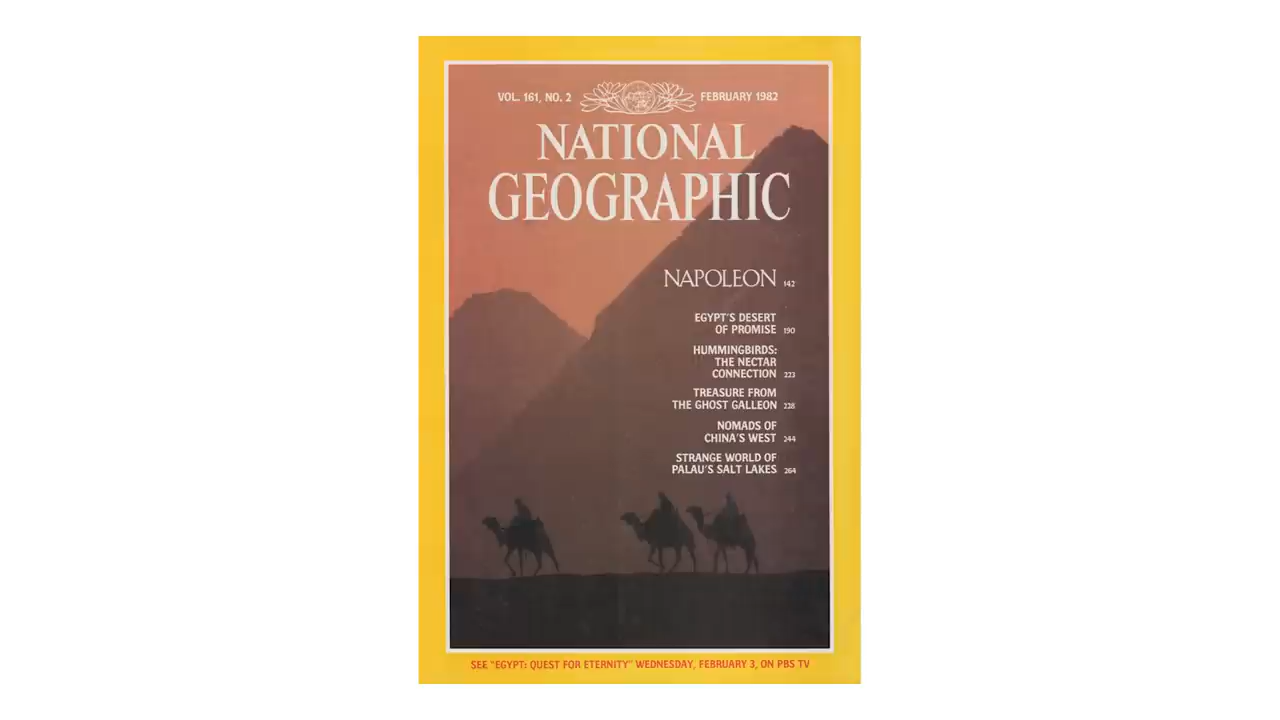 VOL. 161, NO. 2 FEBRUARY 1982
NATIONAL
GEOGRAPHIC
NAPOLEON 142
EGYPT'S DESERT
OF PROMISE 190
HUMMINGBIRDS:
THE NECTAR
CONNECTION 223
TREASURE FROM
THE GHOST GALLEON 228
NOMADS OF
CHINA'S WEST 244
STRANGE WORLD OF
PALAU'S SALT LAKES 264
SEE "EGYPT: QUEST FOR ETERNITY" WEDNESDAY, FEBRUARY 3, ON PBS TV